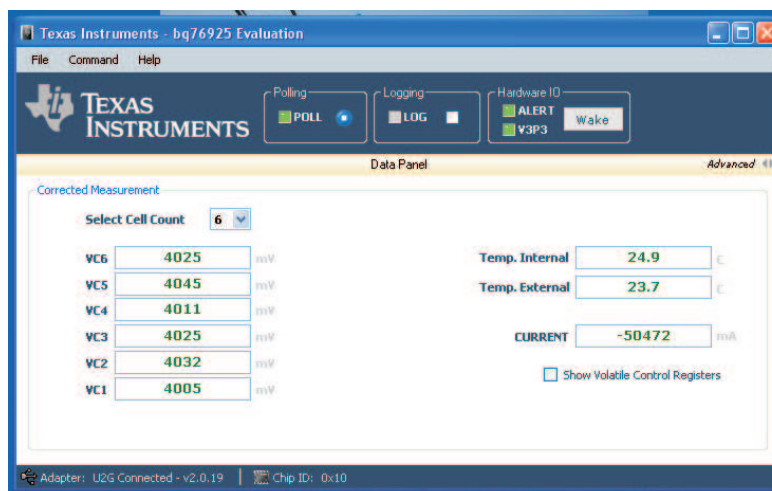 Texas Instruments - bq76925 Evaluation
File Command Help
TEXAS INSTRUMENTS
Polling
POLL
Logging
LOG
Hardware IO
ALERT
V3P3
Wake
Data Panel
Advanced
Corrected Measurement
Select Cell Count 6
VC6 4025 mV
VC5 4045 mV
VC4 4011 mV
VC3 4025 mV
VC2 4032 mV
VC1 4005 mV
Temp. Internal 24.9 C
Temp. External 23.7 C
CURRENT -50472 mA
Show Volatile Control Registers
Adapter: U2G Connected - v2.0.19 Chip ID: 0x10